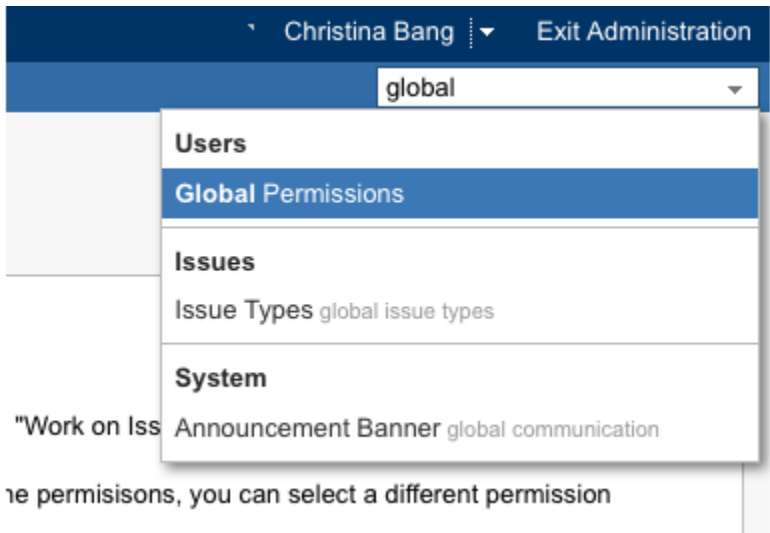 Christina Bang Exit Administration
global
Users
Global Permissions
Issues
Issue Types global issue types
System
Announcement Banner global communication
"Work on Iss
he permisisons, you can select a different permission